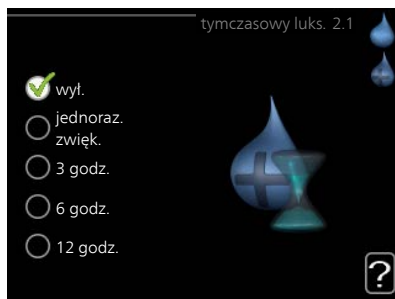 tymczasowy luks. 2.1
wył.
jednoraz.
zwięk.
3 godz.
6 godz.
12 godz.
?